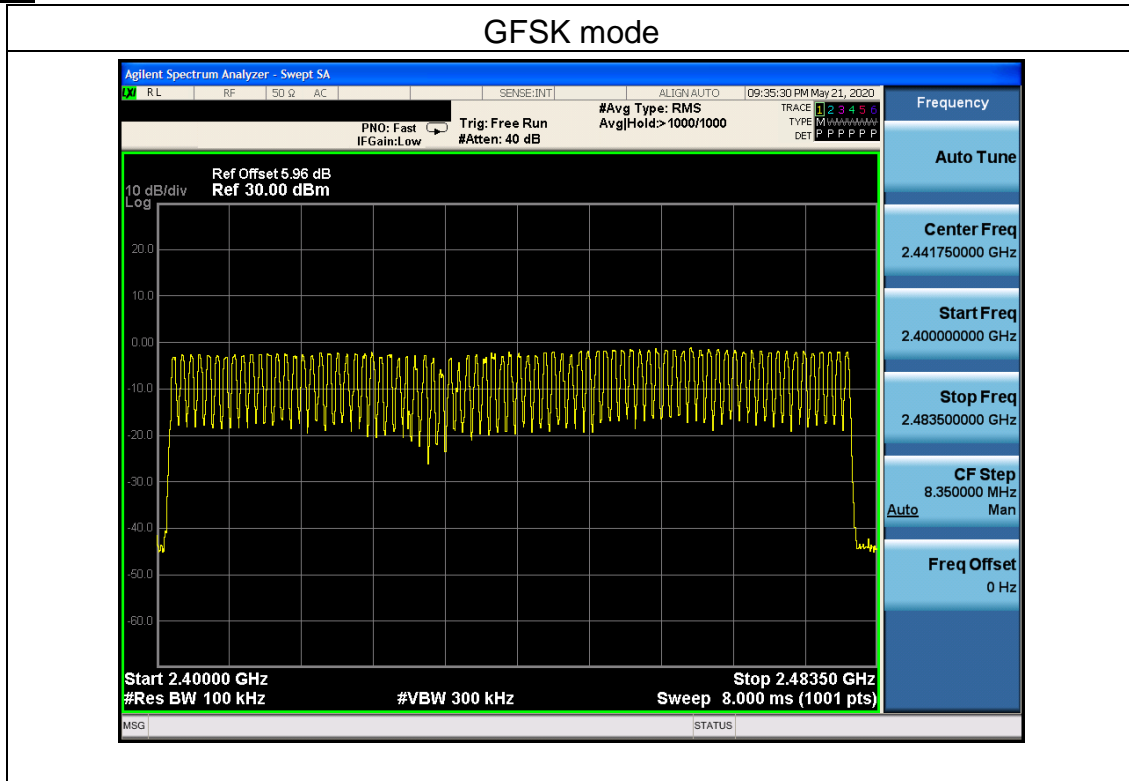 GFSK mode
Agilent Spectrum Analyzer - Swept SA
LXI RL RF 50 Ω AC SENSE:INT ALIGN AUTO 09:35:30 PM May 21, 2020
PNO: Fast
IFGain:Low
Trig: Free Run
#Atten: 40 dB
#Avg Type: RMS
Avg|Hold:>1000/1000
TRACE 1 2 3 4 5 6
TYPE MWWWWW
DET P P P P P P
Ref Offset 5.96 dB
10 dB/div Ref 30.00 dBm
Log
20.0
10.0
0.00
-10.0
-20.0
-30.0
-40.0
-50.0
-60.0
Start 2.40000 GHz Stop 2.48350 GHz
#Res BW 100 kHz #VBW 300 kHz Sweep 8.000 ms (1001 pts)
MSG STATUS
Frequency
Auto Tune
Center Freq
2.441750000 GHz
Start Freq
2.400000000 GHz
Stop Freq
2.483500000 GHz
CF Step
8.350000 MHz
Auto Man
Freq Offset
0 Hz